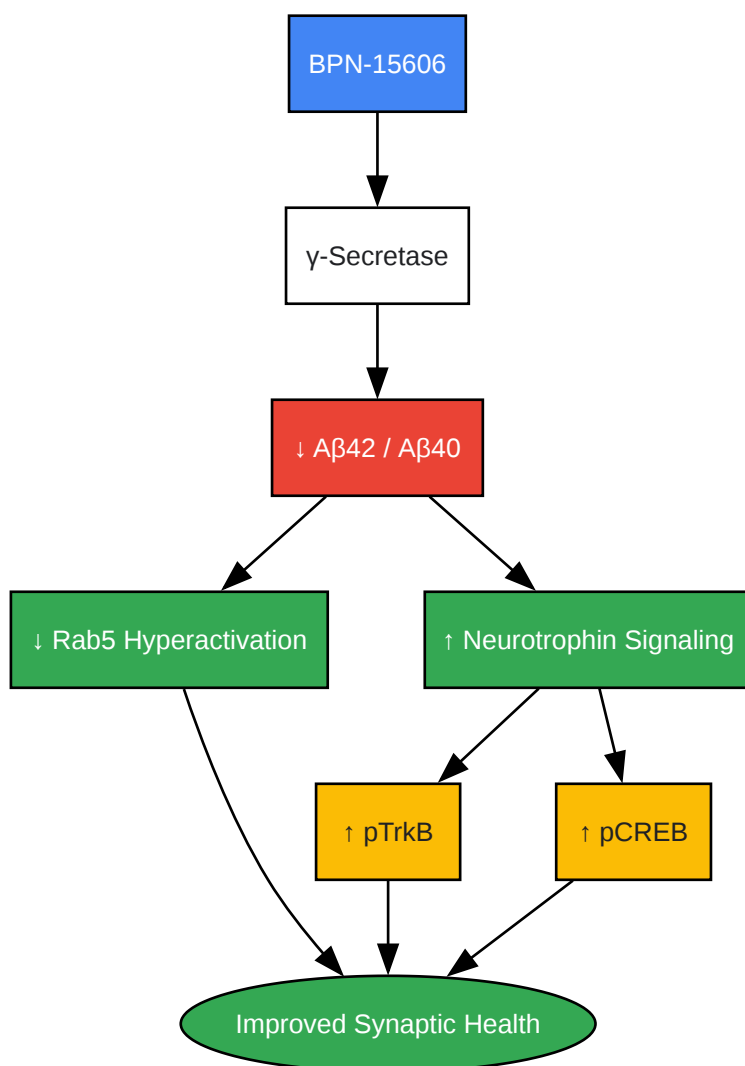 BPN-15606
γ-Secretase
↓ Aβ42 / Aβ40
↓ Rab5 Hyperactivation
↑ Neurotrophin Signaling
↑ pTrkB
↑ pCREB
Improved Synaptic Health